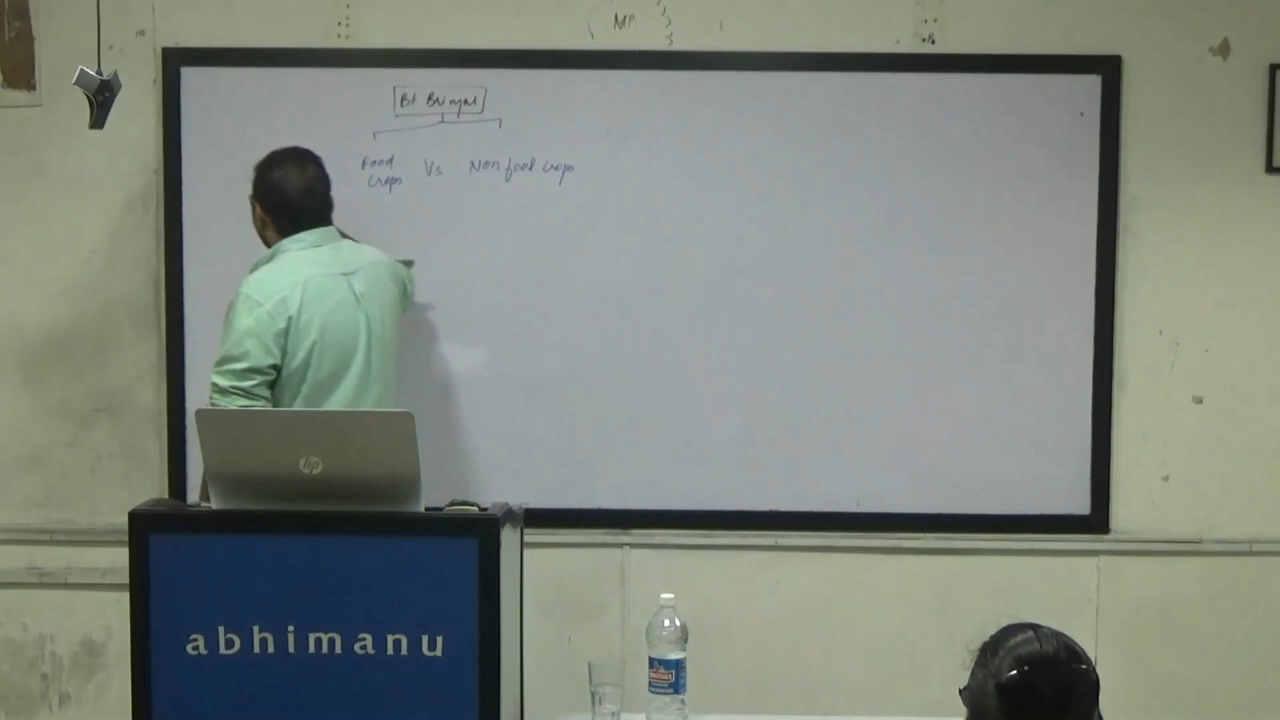 ( MP
Bt Brinjal
Food
Crops
Vs
Non food crops
hp
abhimanu